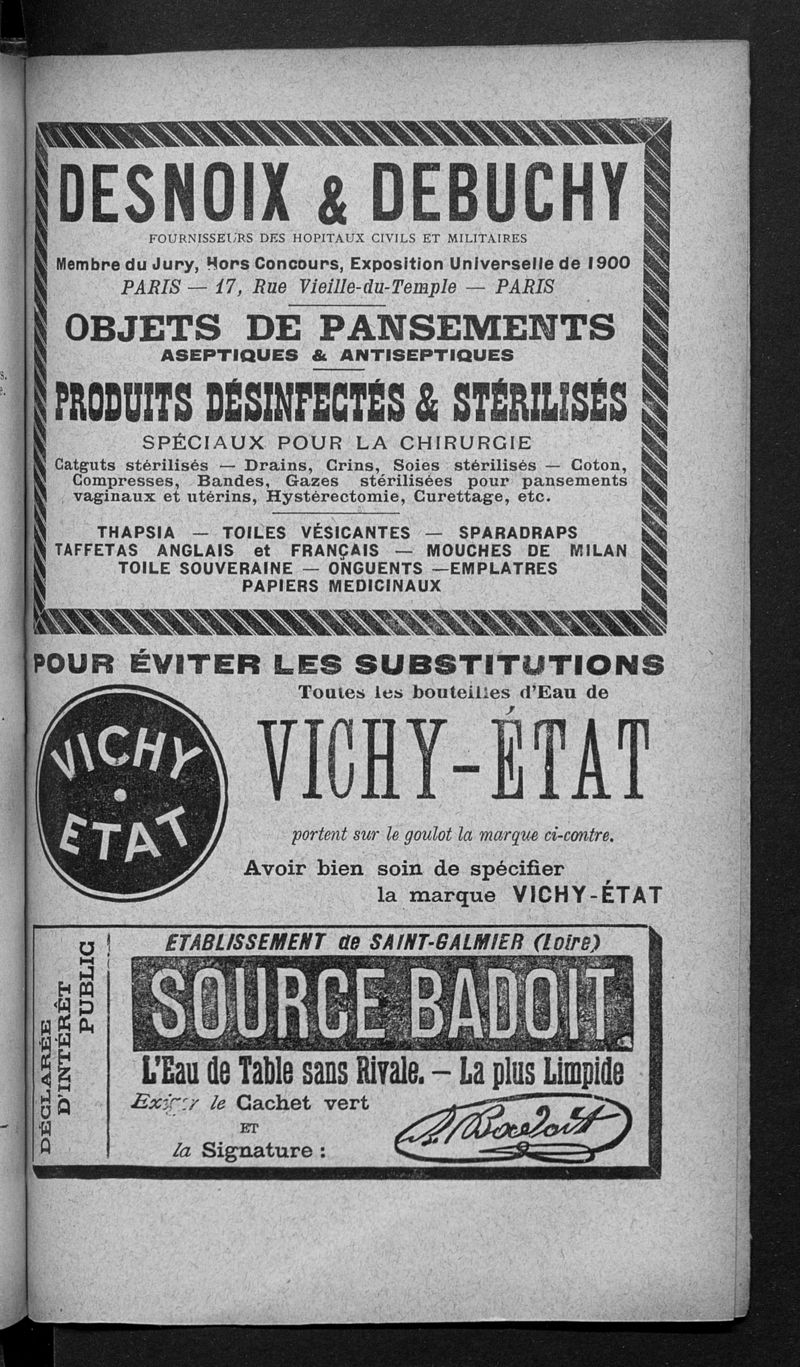 DESNOIX & DEBUCHY
FOURNISSEURS DES HOPITAUX CIVILS ET MILITAIRES
Membre du Jury, Hors Concours, Exposition Universelle de 1900
PARIS — 17, Rue Vieille-du-Temple — PARIS
OBJETS DE PANSEMENTS
ASEPTIQUES & ANTISEPTIQUES
PRODUITS DÉSINFECTÉS & STÉRILISÉS
SPÉCIAUX POUR LA CHIRURGIE
Catguts stérilisés — Drains, Crins, Soies stérilisés — Coton,
Compresses, Bandes, Gazes stérilisées pour pansements
vaginaux et utérins, Hystérectomie, Curettage, etc.
THAPSIA — TOILES VÉSICANTES — SPARADRAPS
TAFFETAS ANGLAIS et FRANÇAIS — MOUCHES DE MILAN
TOILE SOUVERAINE — ONGUENTS — EMPLATRES
PAPIERS MEDICINAUX
POUR ÉVITER LES SUBSTITUTIONS
VICHY
ETAT
Toutes les bouteilles d'Eau de
VICHY-ÉTAT
portent sur le goulot la marque ci-contre.
Avoir bien soin de spécifier
la marque VICHY-ÉTAT
DÉCLARÉE
D'INTÉRÊT
PUBLIC
ETABLISSEMENT de SAINT-GALMIER (Loire)
SOURCE BADOIT
L'Eau de Table sans Rivale. — La plus Limpide
Exiger le Cachet vert
ET
la Signature :
A. Badoit